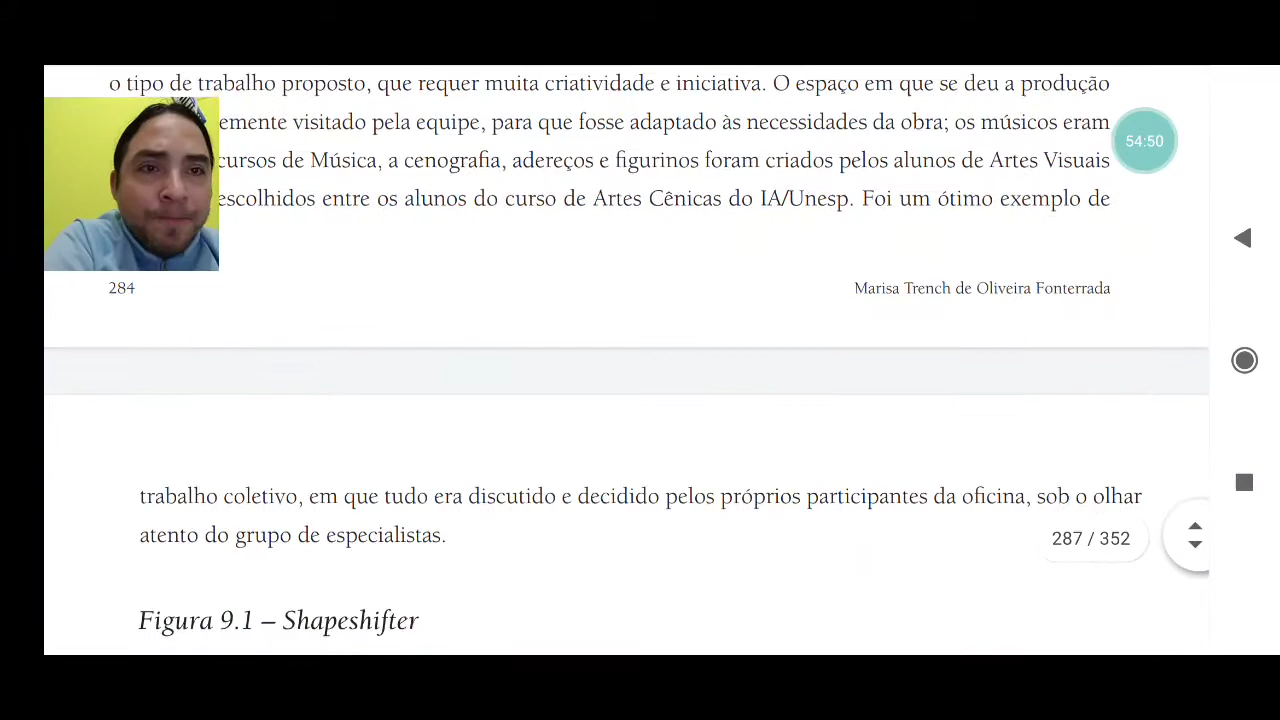 o tipo de trabalho proposto, que requer muita criatividade e iniciativa. O espaço em que se deu a produção
emente visitado pela equipe, para que fosse adaptado às necessidades da obra; os músicos eram
54:50
cursos de Música, a cenografia, adereços e figurinos foram criados pelos alunos de Artes Visuais
escolhidos entre os alunos do curso de Artes Cênicas do IA/Unesp. Foi um ótimo exemplo de
284 Marisa Trench de Oliveira Fonterrada
trabalho coletivo, em que tudo era discutido e decidido pelos próprios participantes da oficina, sob o olhar
atento do grupo de especialistas.
287 / 352
Figura 9.1 – Shapeshifter